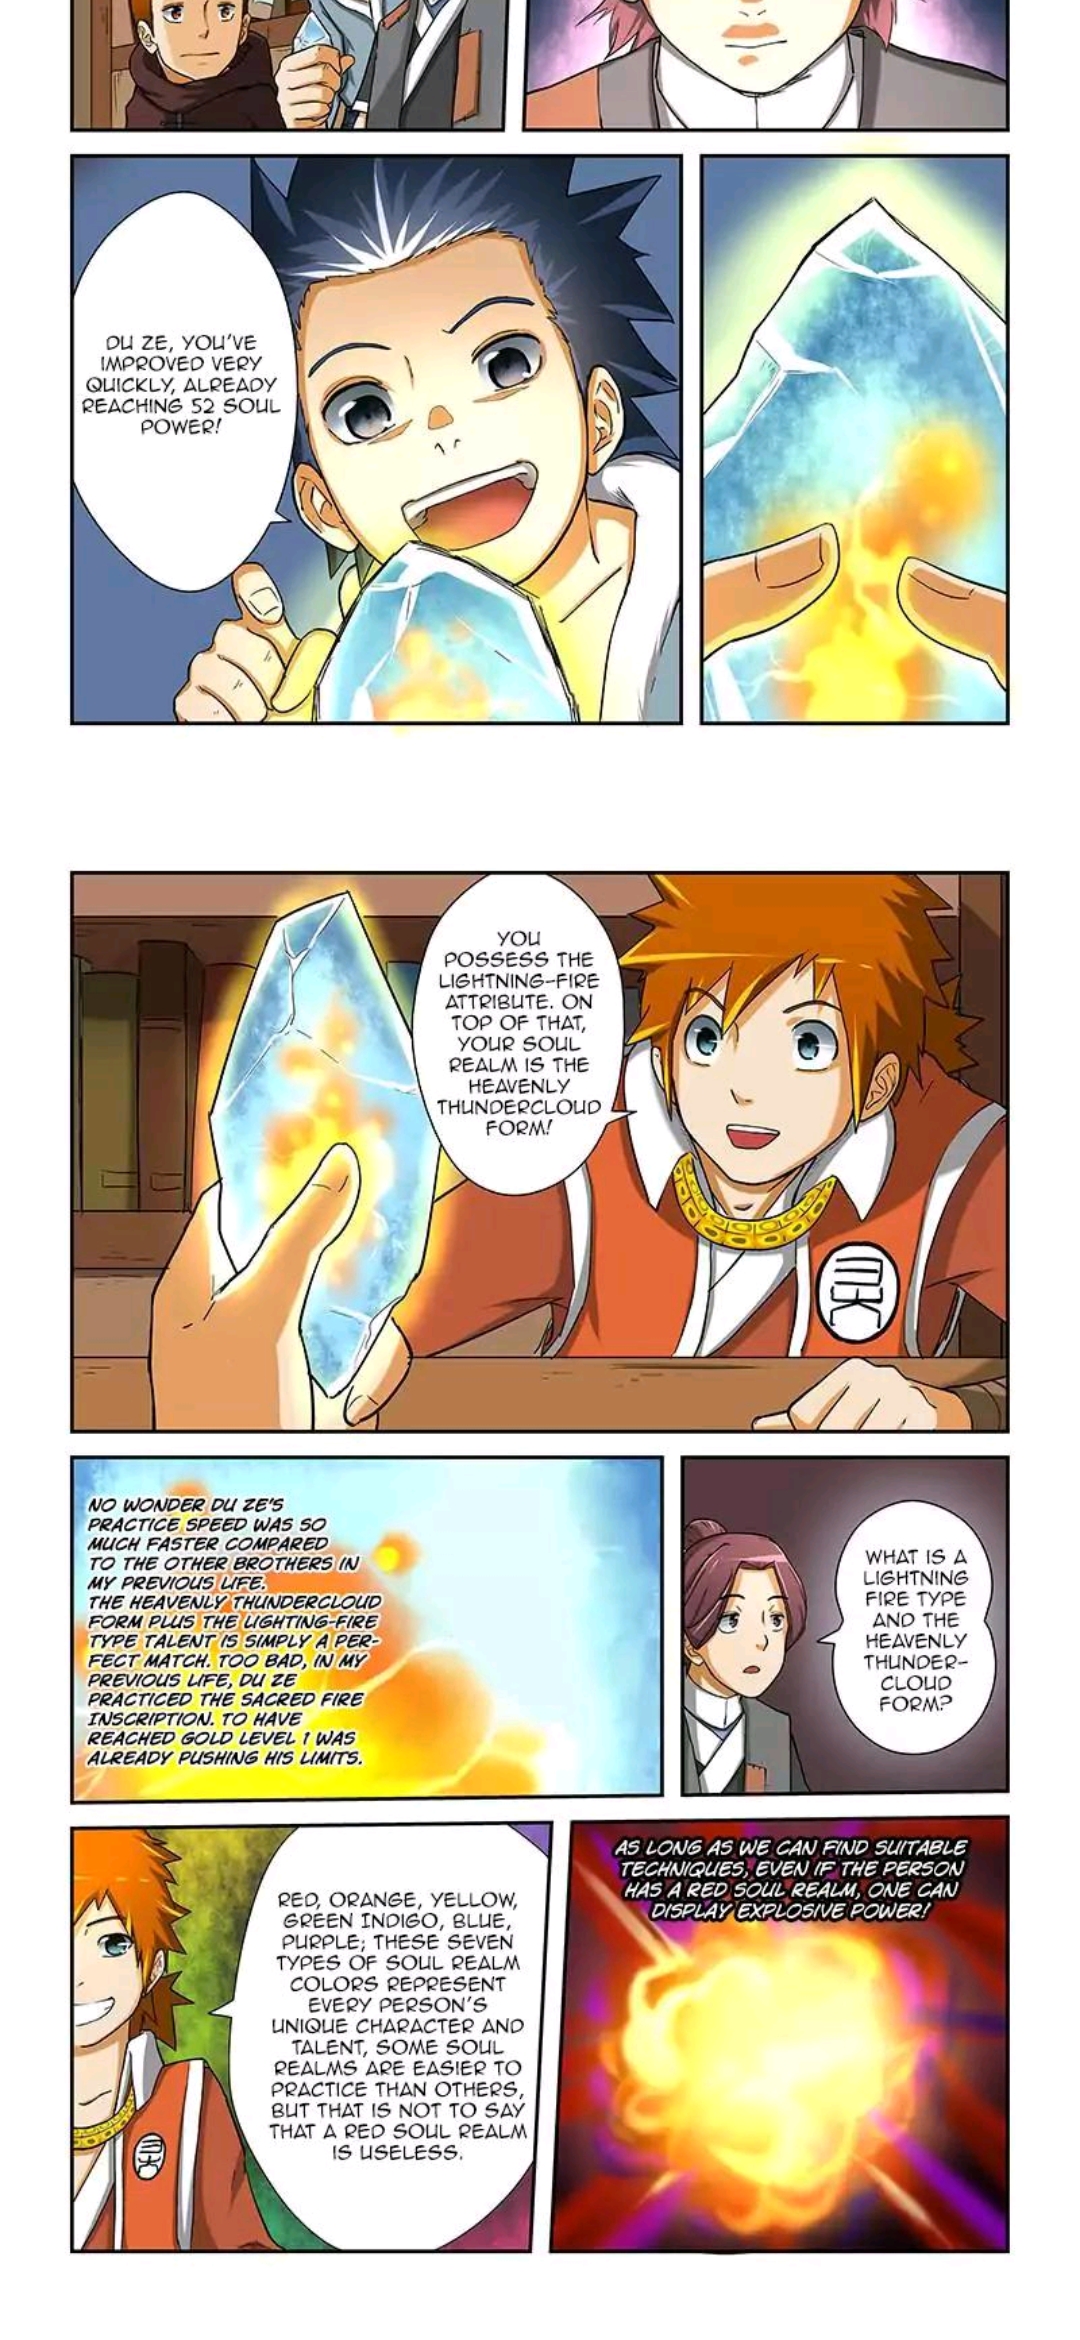 DU ZE, YOU'VE
IMPROVED VERY
QUICKLY, ALREADY
REACHING 52 SOUL
POWER!
YOU
POSSESS THE
LIGHTNING-FIRE
ATTRIBUTE. ON
TOP OF THAT,
YOUR SOUL
REALM IS THE
HEAVENLY
THUNDERCLOUD
FORM!
NO WONDER DU ZE'S
PRACTICE SPEED WAS SO
MUCH FASTER COMPARED
TO THE OTHER BROTHERS IN
MY PREVIOUS LIFE.
THE HEAVENLY THUNDERCLOUD
FORM PLUS THE LIGHTING-FIRE
TYPE TALENT IS SIMPLY A PER-
FECT MATCH. TOO BAD, IN MY
PREVIOUS LIFE, DU ZE
PRACTICED THE SACRED FIRE
INSCRIPTION. TO HAVE
REACHED GOLD LEVEL 1 WAS
ALREADY PUSHING HIS LIMITS.
WHAT IS A
LIGHTNING
FIRE TYPE
AND THE
HEAVENLY
THUNDER-
CLOUD
FORM?
RED, ORANGE, YELLOW,
GREEN INDIGO, BLUE,
PURPLE; THESE SEVEN
TYPES OF SOUL REALM
COLORS REPRESENT
EVERY PERSON'S
UNIQUE CHARACTER AND
TALENT, SOME SOUL
REALMS ARE EASIER TO
PRACTICE THAN OTHERS,
BUT THAT IS NOT TO SAY
THAT A RED SOUL REALM
IS USELESS.
AS LONG AS WE CAN FIND SUITABLE
TECHNIQUES, EVEN IF THE PERSON
HAS A RED SOUL REALM, ONE CAN
DISPLAY EXPLOSIVE POWER!